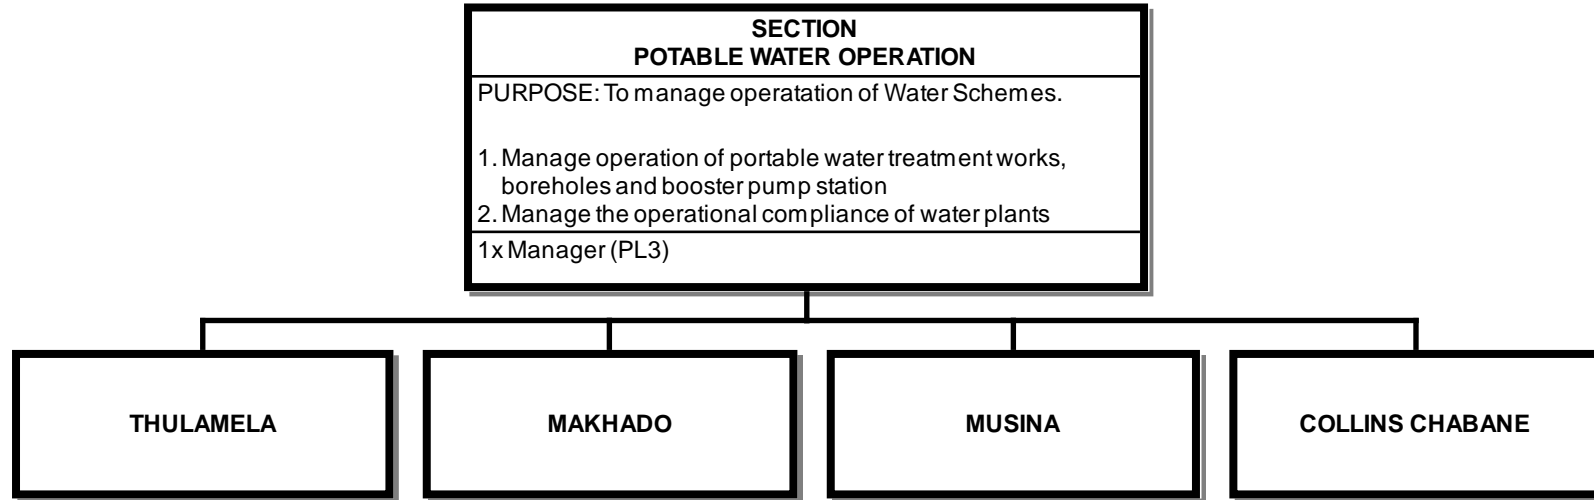 SECTION
POTABLE WATER OPERATION
PURPOSE: To manage operatation of Water Schemes.
1. Manage operation of portable water treatment works,
boreholes and booster pump station
2. Manage the operational compliance of water plants
1x Manager (PL3)
THULAMELA
MAKHADO
MUSINA
COLLINS CHABANE